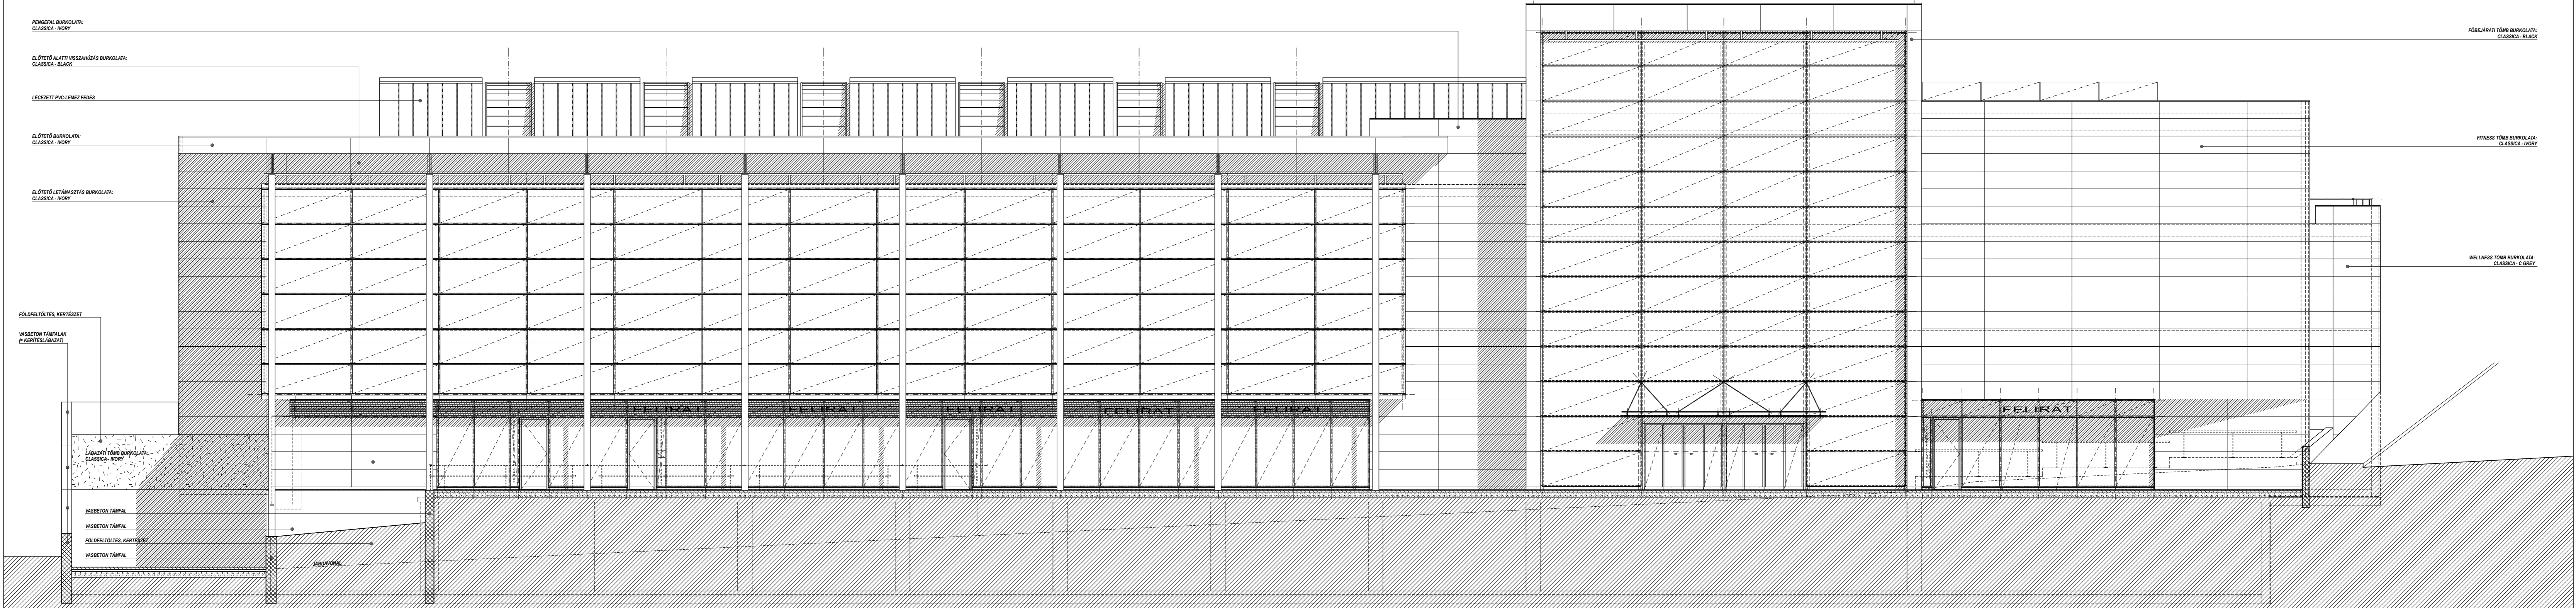 PENGEFAL BURKOLATA:
CLASSICA - IVORY
ELŐTETŐ ALATTI VISSZAHÚZÁS BURKOLATA:
CLASSICA - BLACK
LÉCEZETT PVC-LEMEZ FEDÉS
ELŐTETŐ BURKOLATA:
CLASSICA - IVORY
ELŐTETŐ LETÁMASZTÁS BURKOLATA:
CLASSICA - IVORY
FÖLDFELTÖLTÉS, KERTÉSZET
VASBETON TÁMFALAK
(+ KERÍTÉSLÁBAZAT)
LÁBAZATI TÖMB BURKOLATA:
CLASSICA - IVORY
VASBETON TÁMFAL
VASBETON TÁMFAL
FÖLDFELTÖLTÉS, KERTÉSZET
VASBETON TÁMFAL
JÁRDAVONAL
FELIRAT
FELIRAT
FELIRAT
FELIRAT
FELIRAT
FELIRAT
FŐBEJÁRATI TÖMB BURKOLATA:
CLASSICA - BLACK
FITNESS TÖMB BURKOLATA:
CLASSICA - IVORY
WELLNESS TÖMB BURKOLATA:
CLASSICA - C GREY